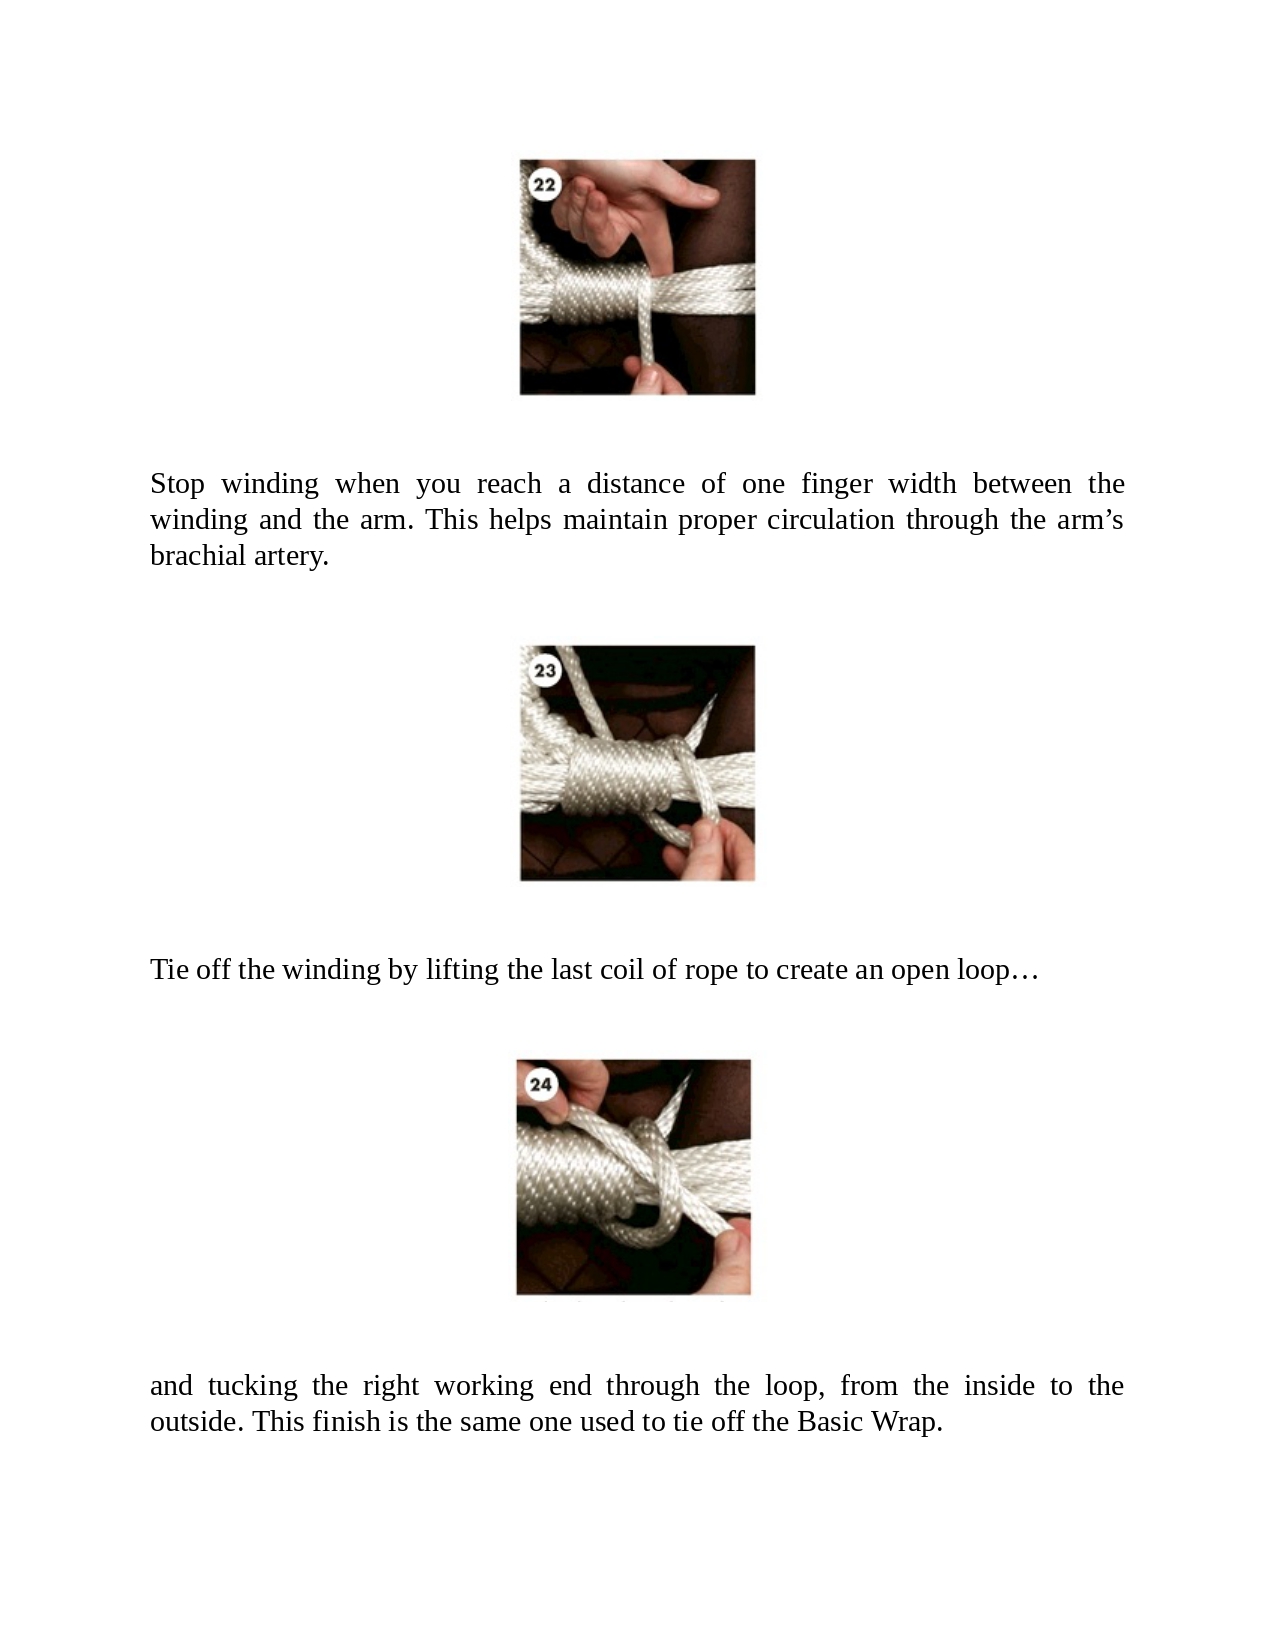 22
Stop winding when you reach a distance of one finger width between the
winding and the arm. This helps maintain proper circulation through the arm’s
brachial artery.
23
Tie off the winding by lifting the last coil of rope to create an open loop…
24
and tucking the right working end through the loop, from the inside to the
outside. This finish is the same one used to tie off the Basic Wrap.